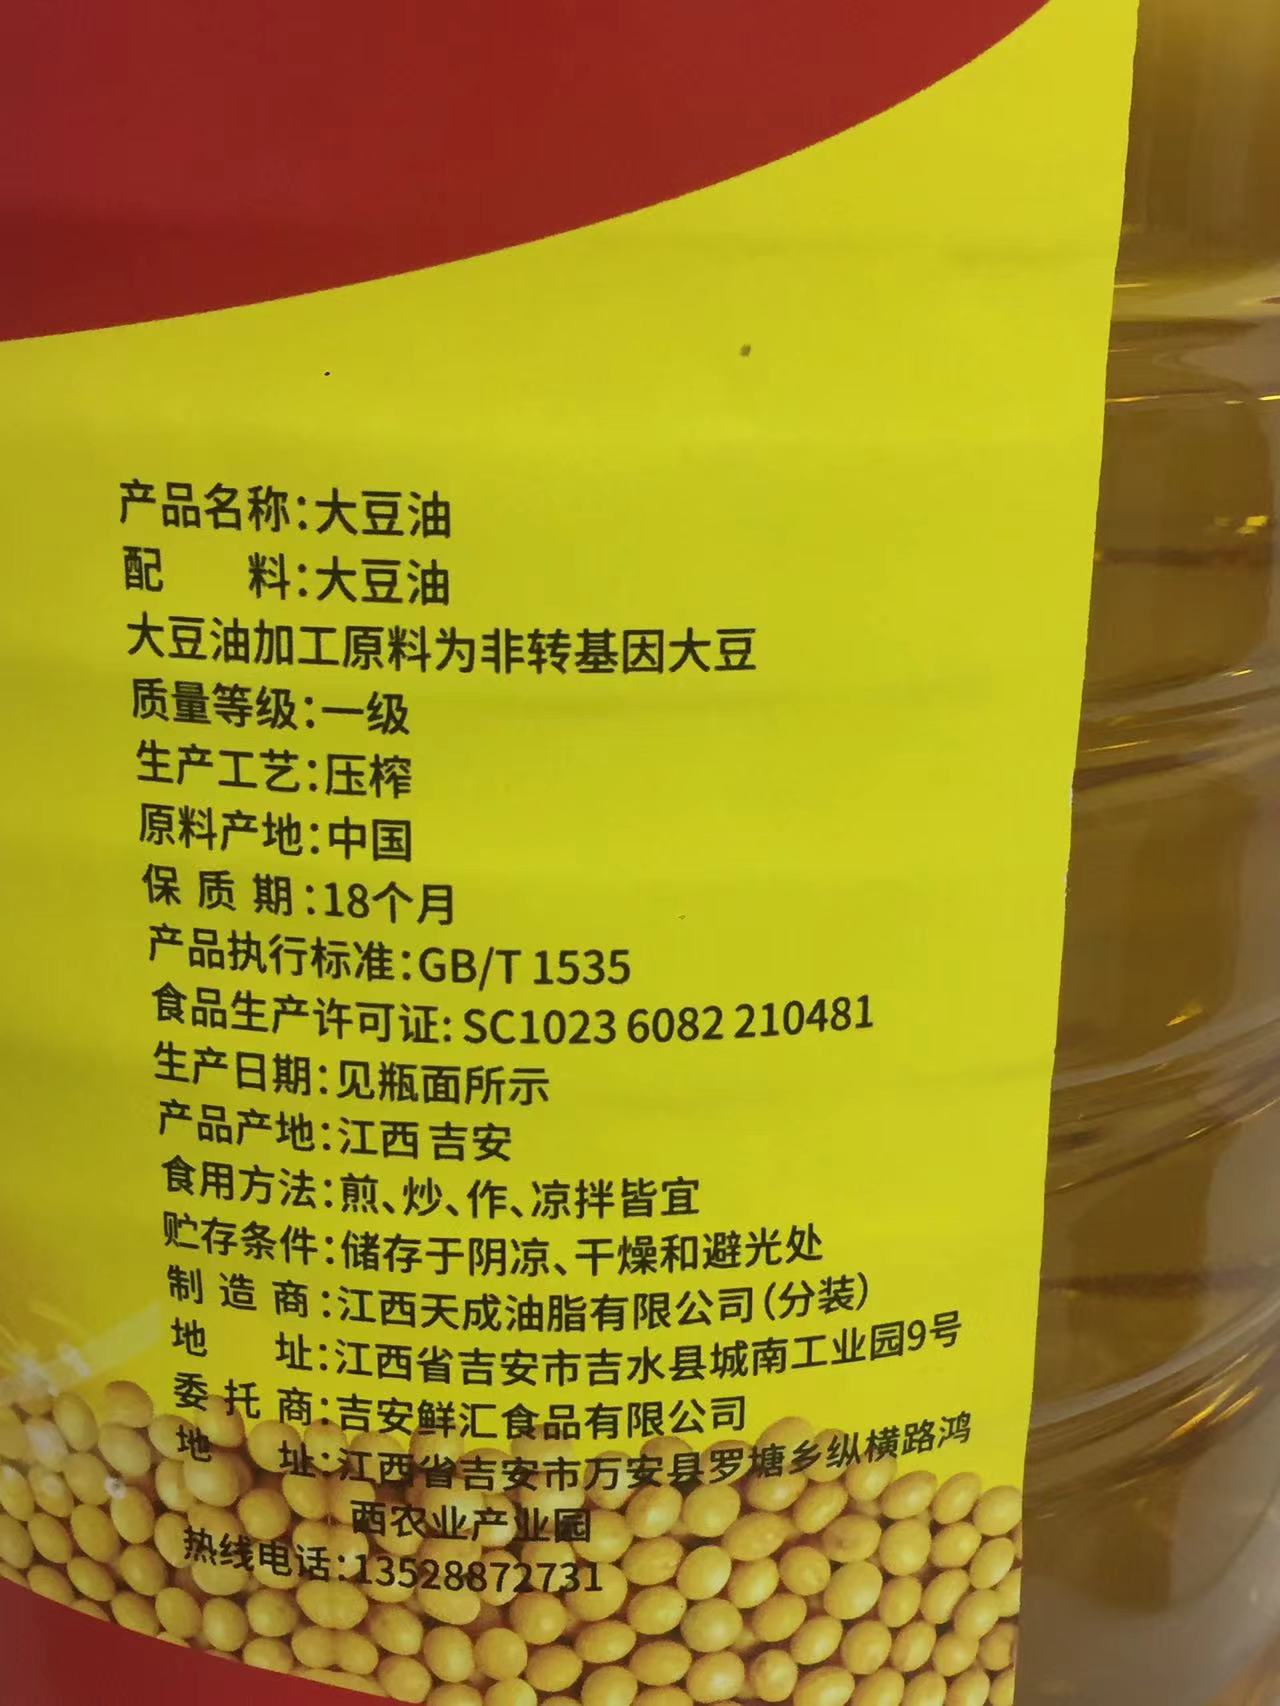 产品名称:大豆油
配 料:大豆油
大豆油加工原料为非转基因大豆
质量等级:一级
生产工艺:压榨
原料产地:中国
保质期:18个月
产品执行标准:GB/T 1535
食品生产许可证: SC1023 6082 210481
生产日期:见瓶面所示
产品产地:江西 吉安
食用方法:煎、炒、作、凉拌皆宜
贮存条件:储存于阴凉、干燥和避光处
制造商:江西天成油脂有限公司(分装)
地 址:江西省吉安市吉水县城南工业园9号
委托商:吉安鲜汇食品有限公司
地 址:江西省吉安市万安县罗塘乡纵横路鸿
西农业产业园
热线电话:13528872731